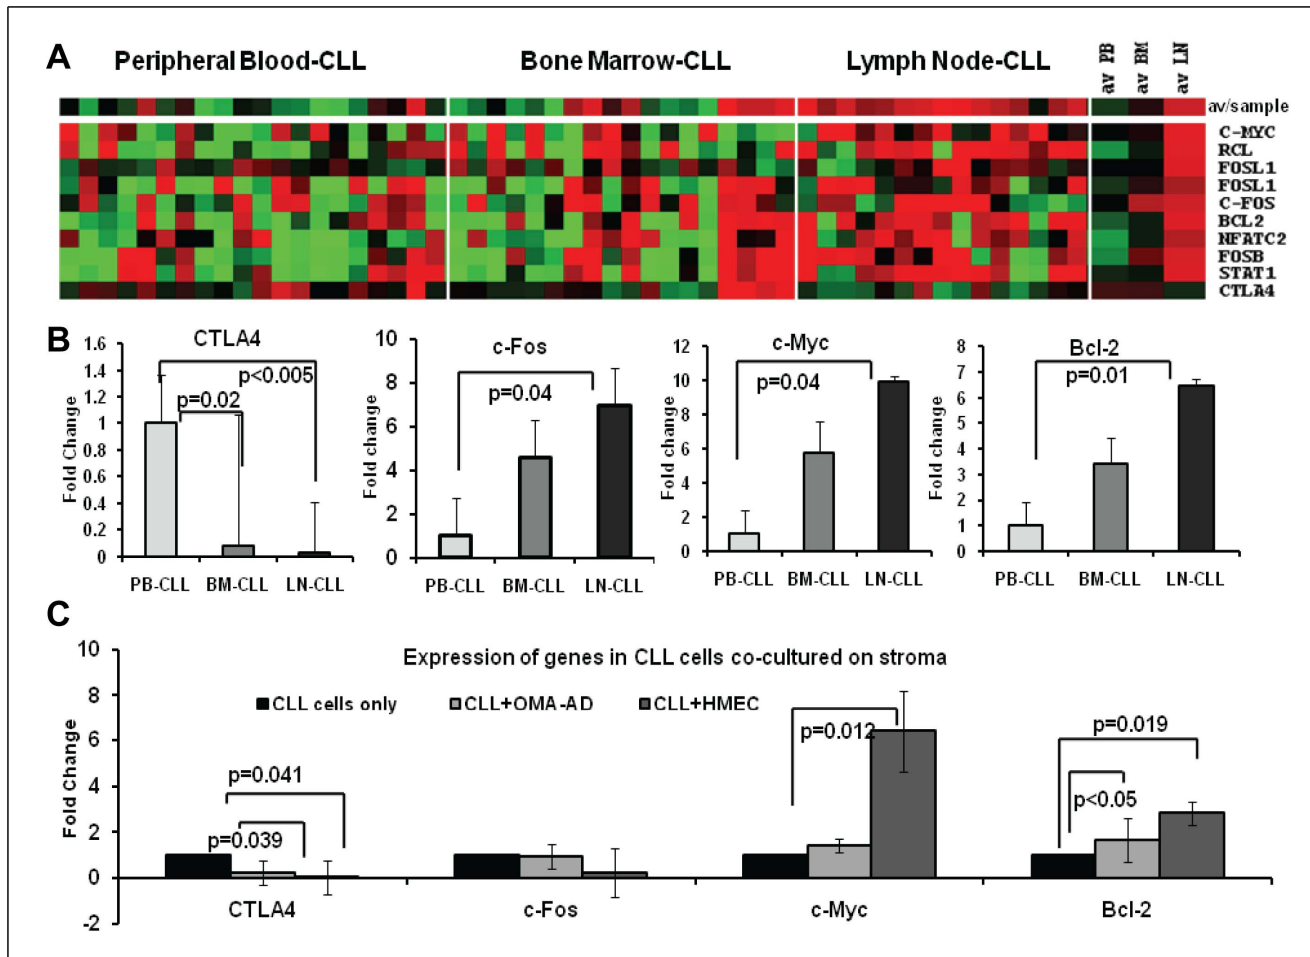 A
Peripheral Blood-CLL
Bone Marrow-CLL
Lymph Node-CLL
av PB
av BM
av LN
av/sample
C-MYC
RCL
FOSL1
FOSL1
C-FOS
BCL2
NFATC2
FOSB
STAT1
CTLA4
B
CTLA4
Fold Change
1.6
1.4
1.2
1
0.8
0.6
0.4
0.2
0
p<0.005
p=0.02
PB-CLL BM-CLL LN-CLL
c-Fos
Fold change
10
8
6
4
2
0
p=0.04
PB-CLL BM-CLL LN-CLL
c-Myc
Fold change
12
10
8
6
4
2
0
p=0.04
PB-CLL BM-CLL LN-CLL
Bcl-2
Fold change
8
7
6
5
4
3
2
1
0
p=0.01
PB-CLL BM-CLL LN-CLL
C
Expression of genes in CLL cells co-cultured on stroma
CLL cells only CLL+OMA-AD CLL+HMEC
Fold Change
10
8
6
4
2
0
-2
p=0.041
p=0.039
p=0.012
p=0.019
p<0.05
CTLA4 c-Fos c-Myc Bcl-2